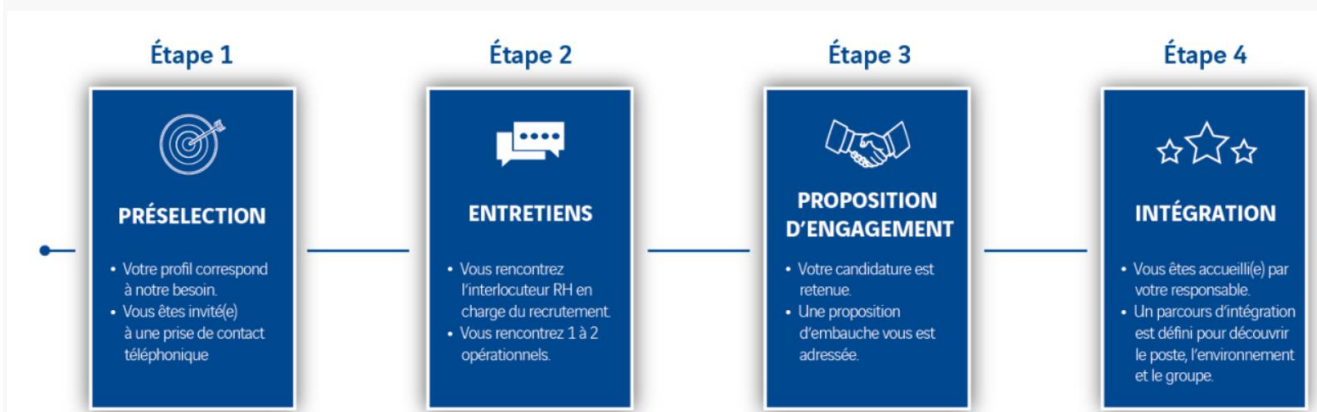 Étape 1
PRÉSELECTION
• Votre profil correspond
à notre besoin.
• Vous êtes invité(e)
à une prise de contact
téléphonique
Étape 2
ENTRETIENS
• Vous rencontrez
l'interlocuteur RH en
charge du recrutement.
• Vous rencontrez 1 à 2
opérationnels.
Étape 3
PROPOSITION
D'ENGAGEMENT
• Votre candidature est
retenue.
• Une proposition
d'embauche vous est
adressée.
Étape 4
INTÉGRATION
• Vous êtes accueilli(e) par
votre responsable.
• Un parcours d'intégration
est défini pour découvrir
le poste, l'environnement
et le groupe.